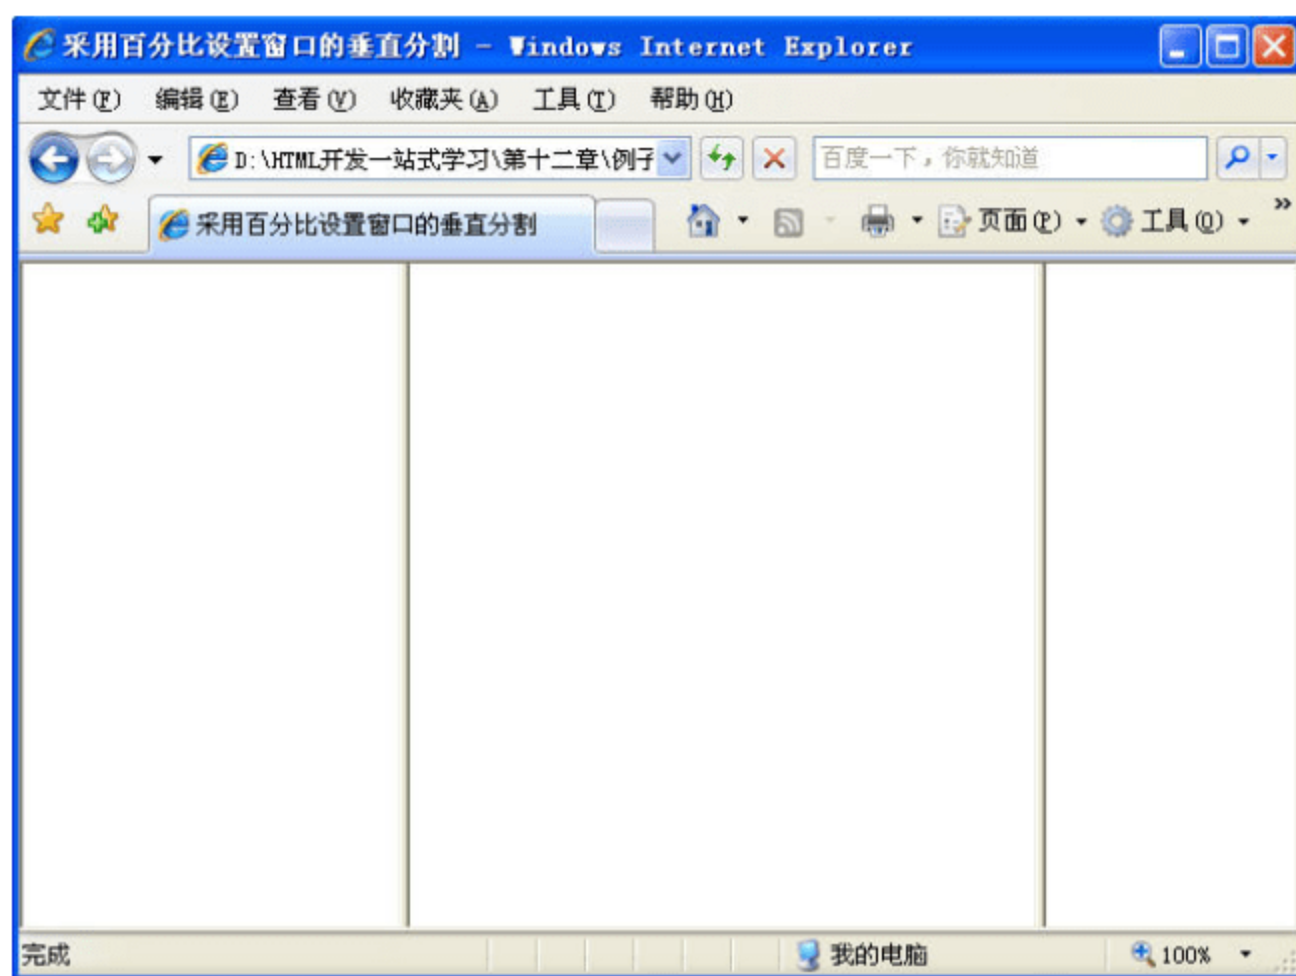 采用百分比设置窗口的垂直分割 - Windows Internet Explorer
文件(F) 编辑(E) 查看(V) 收藏夹(A) 工具(T) 帮助(H)
D:\HTML开发一站式学习\第十二章\例子 百度一下，你就知道
采用百分比设置窗口的垂直分割 页面(P) 工具(O) »
完成 我的电脑 100%